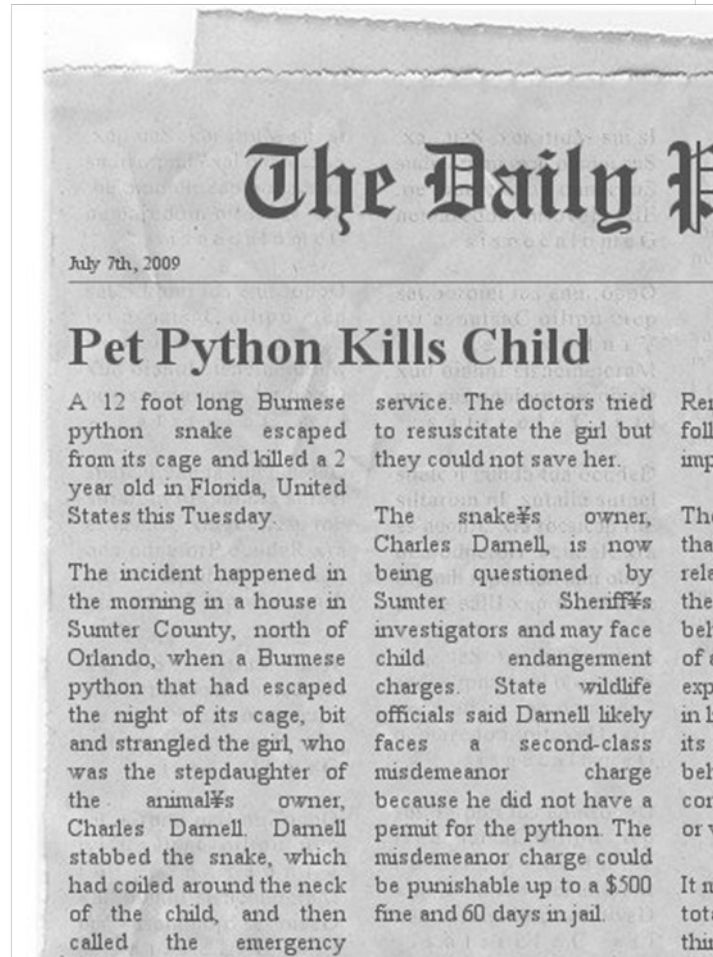 The Daily
July 7th, 2009
Pet Python Kills Child
A 12 foot long Burmese
python snake escaped
from its cage and killed a 2
year old in Florida, United
States this Tuesday.
The incident happened in
the morning in a house in
Sumter County, north of
Orlando, when a Burmese
python that had escaped
the night of its cage, bit
and strangled the girl, who
was the stepdaughter of
the animal¥s owner,
Charles Darnell. Darnell
stabbed the snake, which
had coiled around the neck
of the child, and then
called the emergency
service. The doctors tried
to resuscitate the girl but
they could not save her.
The snake¥s owner,
Charles Darnell, is now
being questioned by
Sumter Sheriff¥s
investigators and may face
child endangerment
charges. State wildlife
officials said Darnell likely
faces a second-class
misdemeanor charge
because he did not have a
permit for the python. The
misdemeanor charge could
be punishable up to a $500
fine and 60 days in jail.